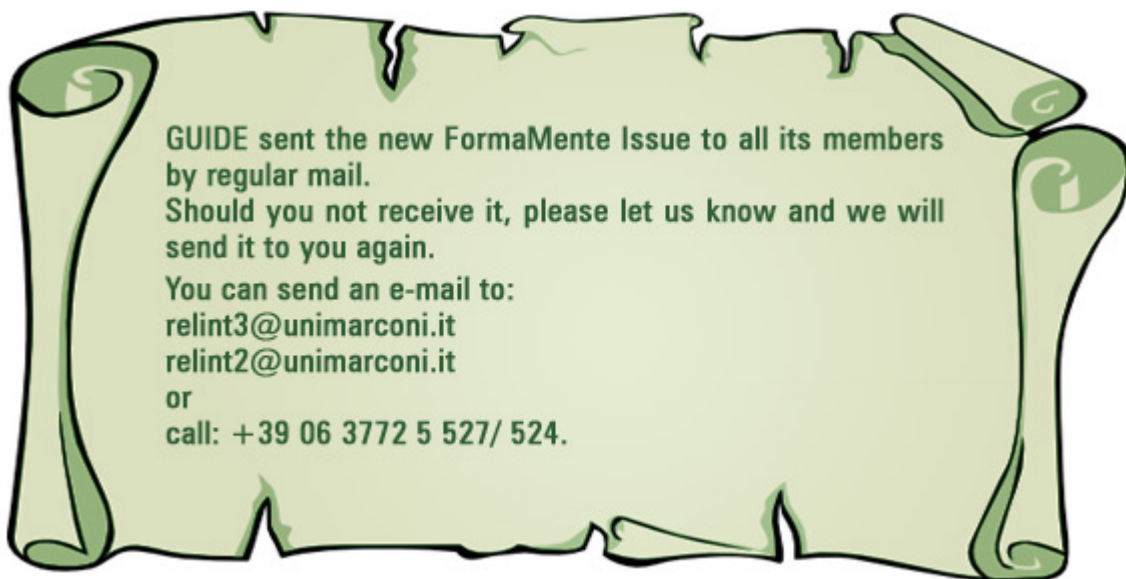 GUIDE sent the new FormaMente Issue to all its members
by regular mail.
Should you not receive it, please let us know and we will
send it to you again.
You can send an e-mail to:
relint3@unimarconi.it
relint2@unimarconi.it
or
call: +39 06 3772 5 527/ 524.